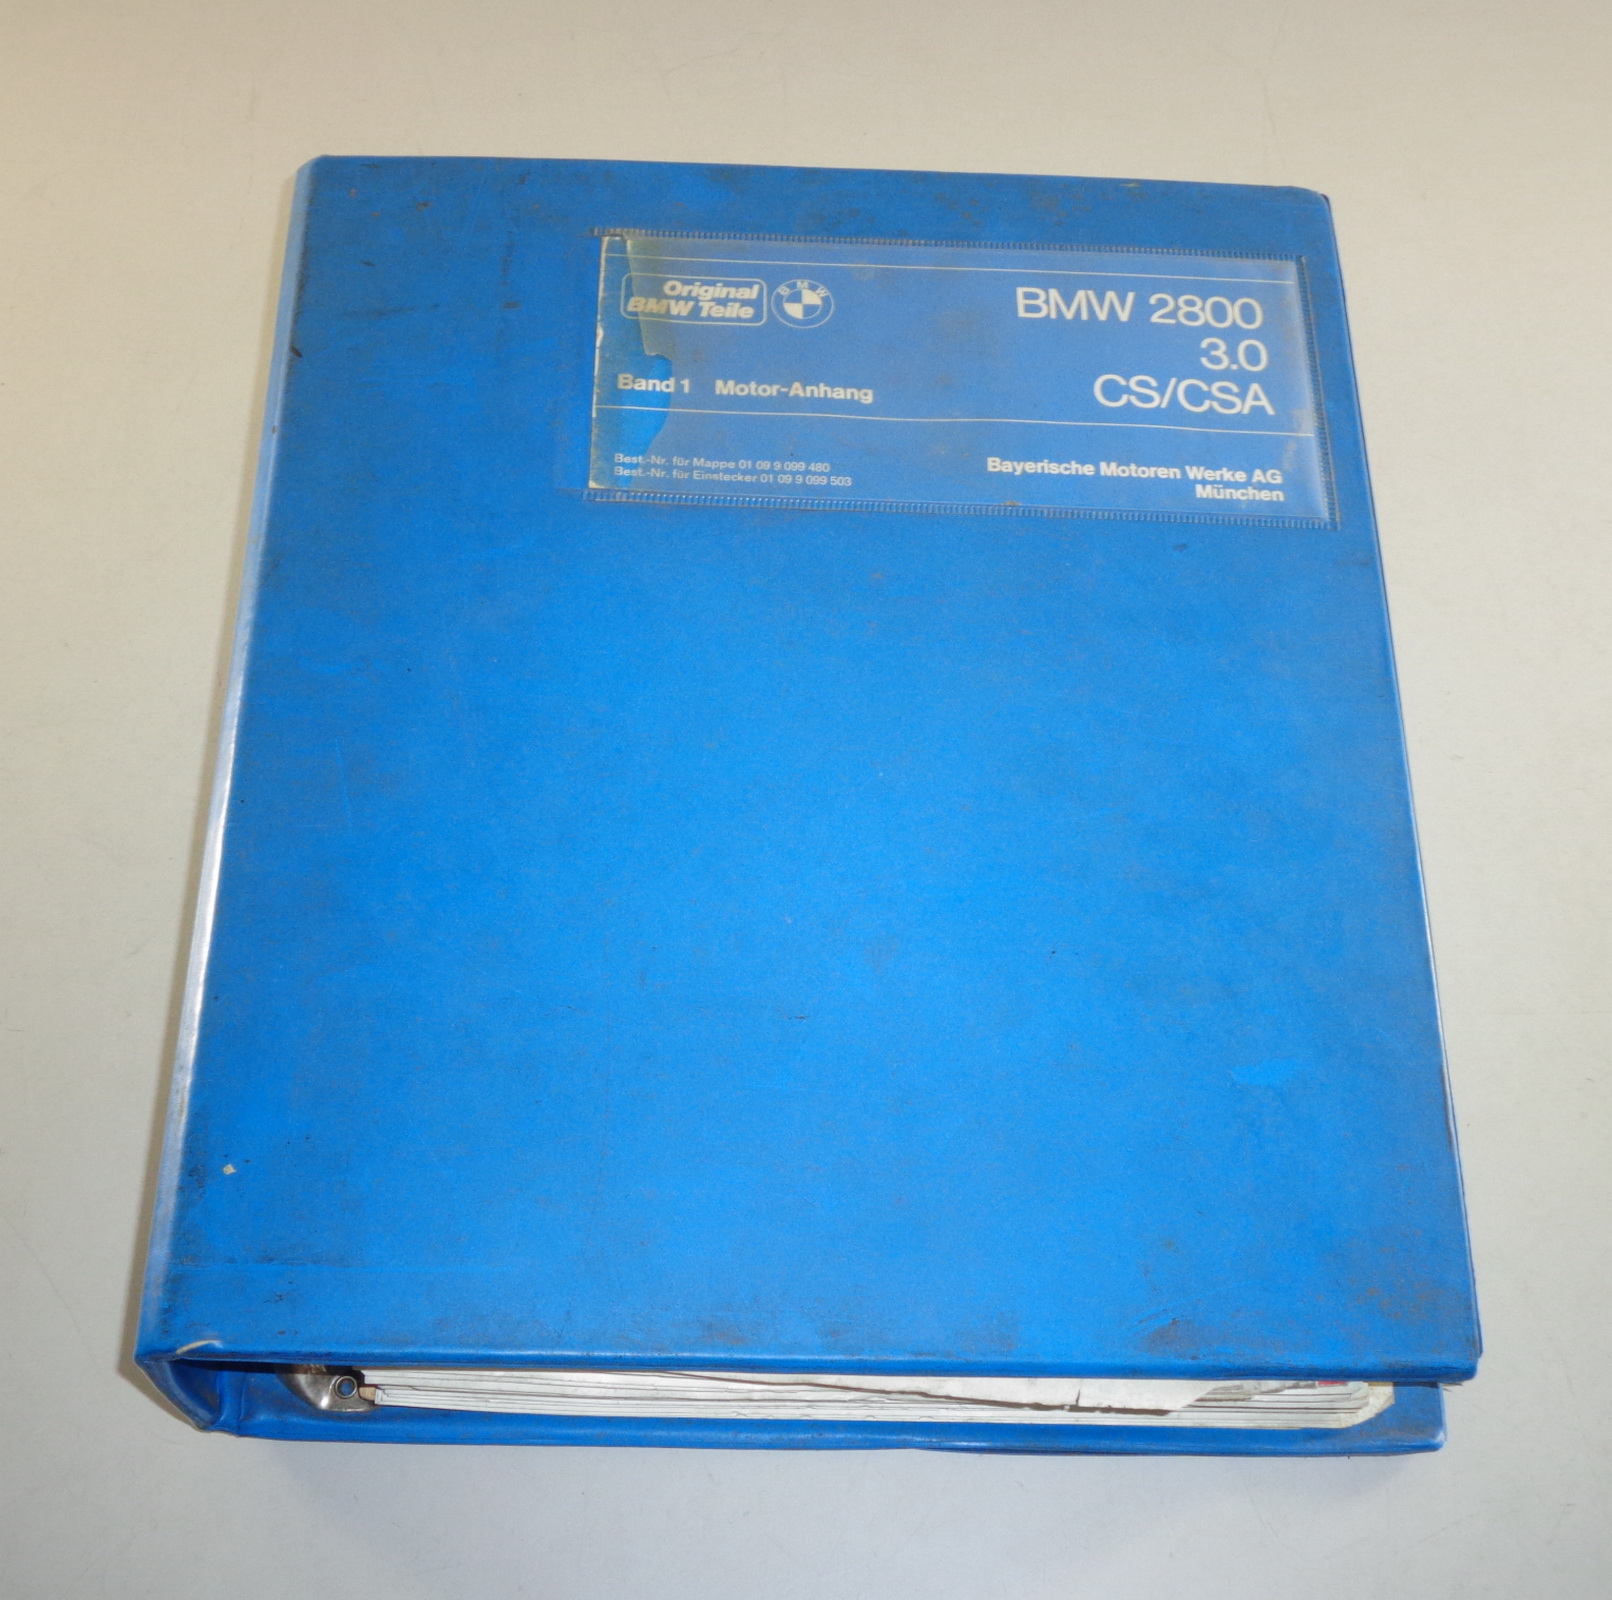 Original
BMW Teile
BMW
BMW 2800
3.0
CS/CSA
Band 1 Motor-Anhang
Best.-Nr. für Mappe 01 09 9 099 480
Best.-Nr. für Einstecker 01 09 9 099 503
Bayerische Motoren Werke AG
München